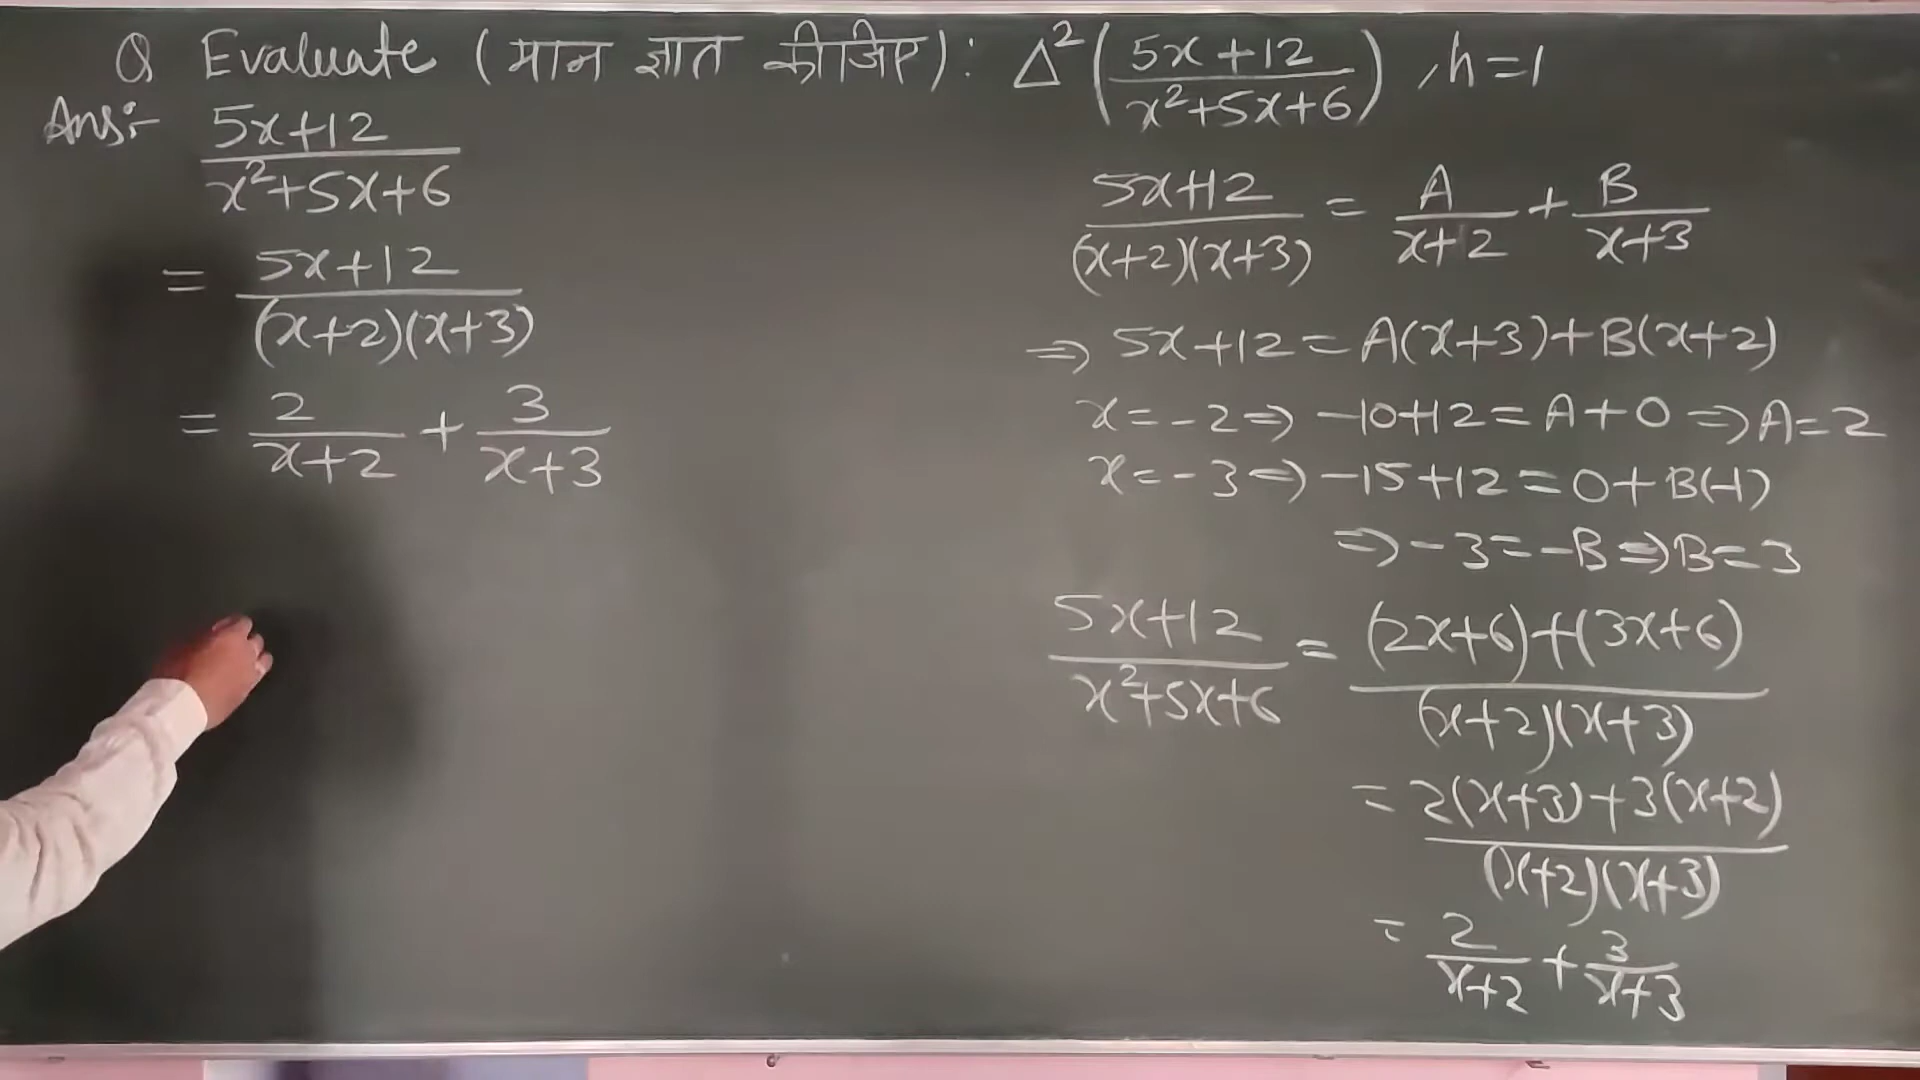 Q Evaluate (मान ज्ञात कीजिए): Δ²((5x+12)/(x²+5x+6)), h=1
Ans:- (5x+12)/(x²+5x+6)
= (5x+12)/((x+2)(x+3))
= 2/(x+2) + 3/(x+3)
(5x+12)/((x+2)(x+3)) = A/(x+2) + B/(x+3)
⇒ 5x+12 = A(x+3)+B(x+2)
x=-2 ⇒ -10+12 = A+0 ⇒ A=2
x=-3 ⇒ -15+12 = 0+B(-1)
⇒ -3=-B ⇒ B=3
(5x+12)/(x²+5x+6) = ((2x+6)+(3x+6))/((x+2)(x+3))
= (2(x+3)+3(x+2))/((x+2)(x+3))
= 2/(x+2) + 3/(x+3)